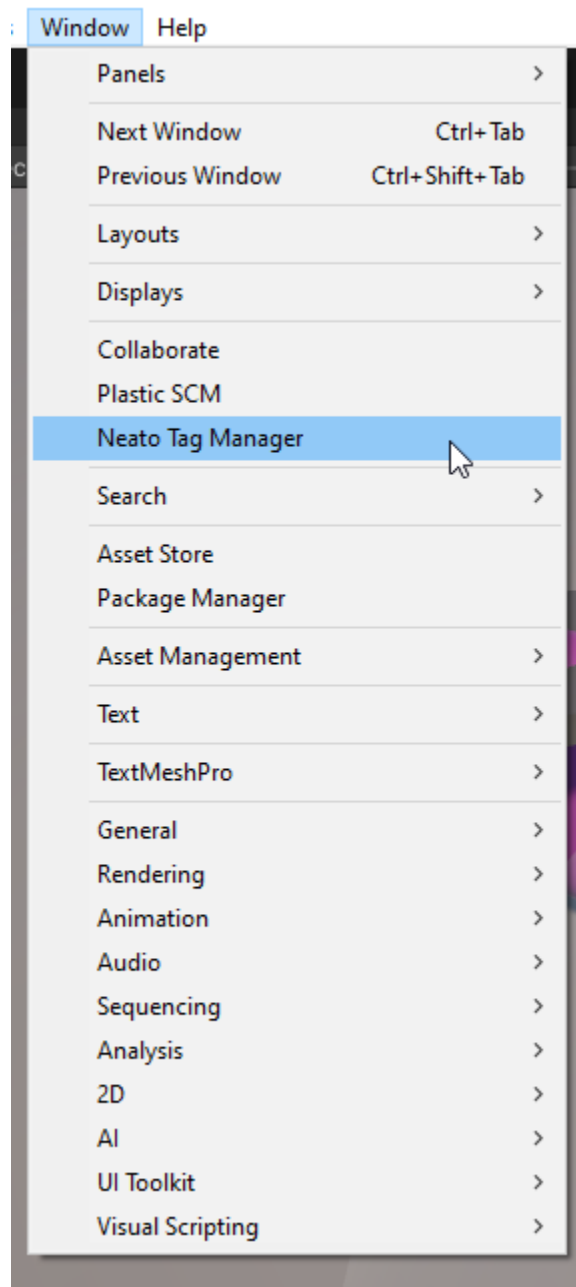 Window Help
Panels
Next Window Ctrl+Tab
Previous Window Ctrl+Shift+Tab
Layouts
Displays
Collaborate
Plastic SCM
Neato Tag Manager
Search
Asset Store
Package Manager
Asset Management
Text
TextMeshPro
General
Rendering
Animation
Audio
Sequencing
Analysis
2D
AI
UI Toolkit
Visual Scripting